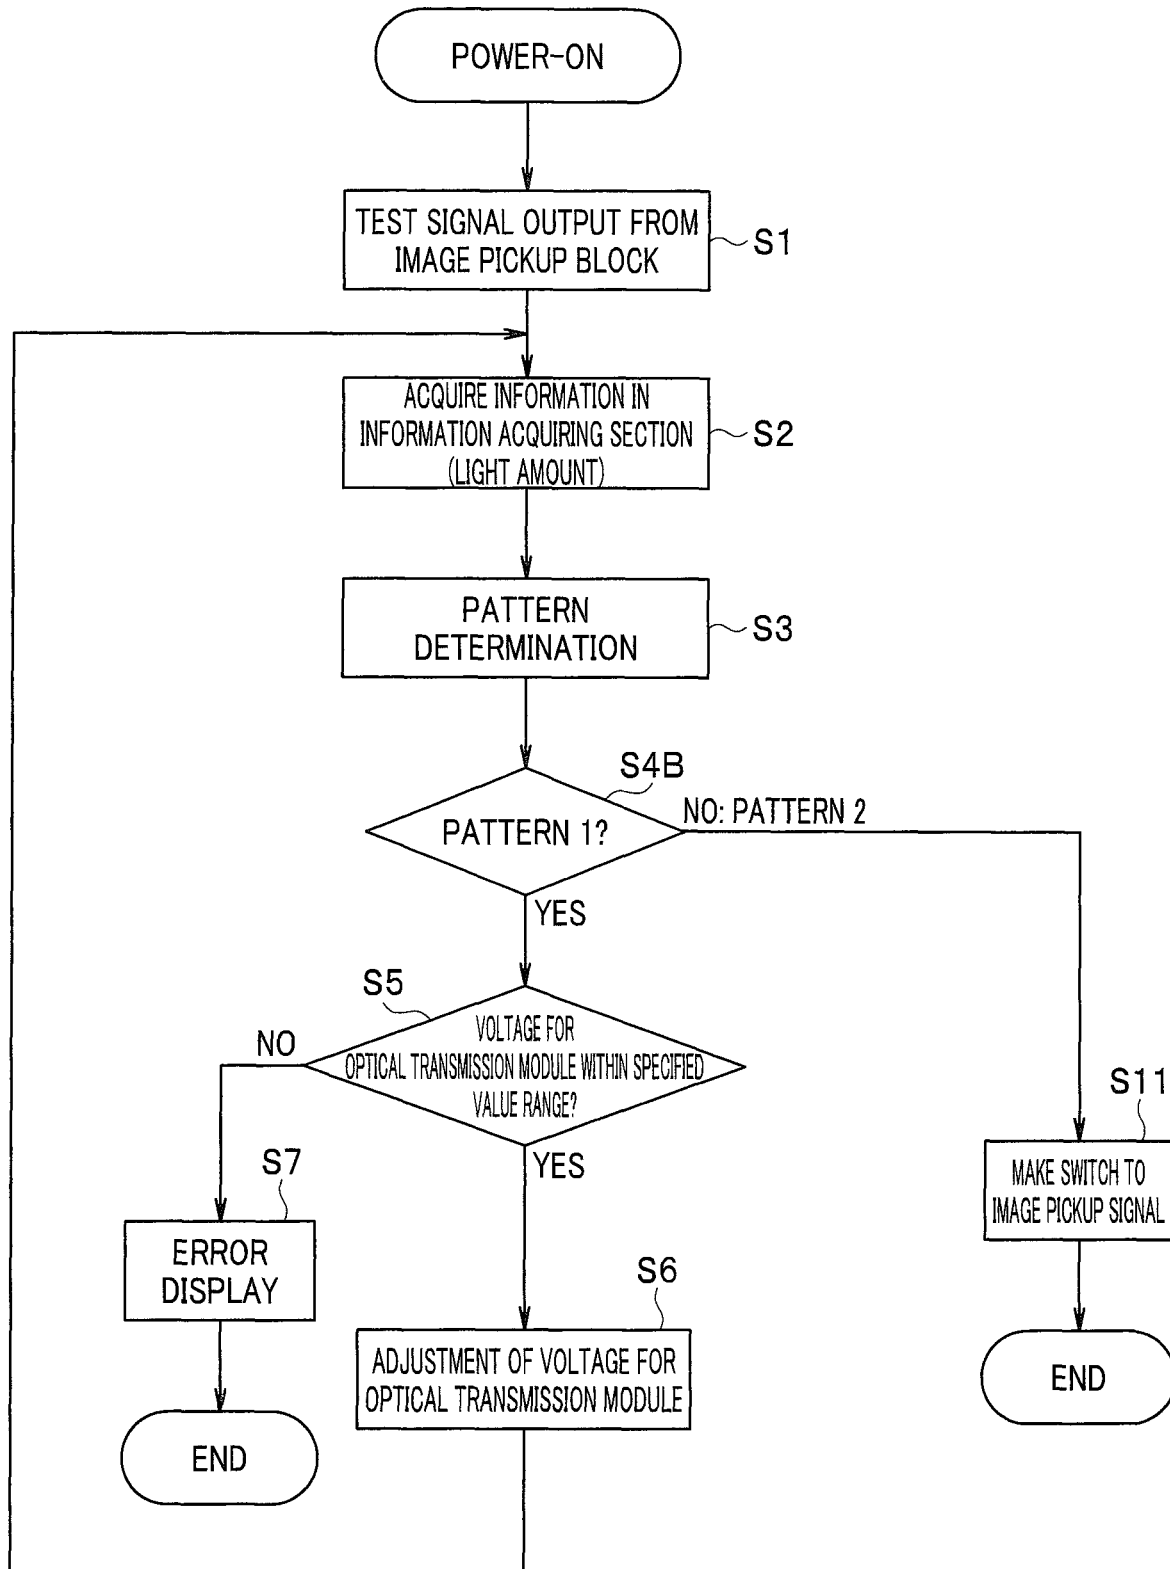 POWER-ON
TEST SIGNAL OUTPUT FROM
IMAGE PICKUP BLOCK
S1
ACQUIRE INFORMATION IN
INFORMATION ACQUIRING SECTION
(LIGHT AMOUNT)
S2
PATTERN
DETERMINATION
S3
S4B
PATTERN 1?
NO: PATTERN 2
YES
S5
VOLTAGE FOR
OPTICAL TRANSMISSION MODULE WITHIN SPECIFIED
VALUE RANGE?
NO
YES
S7
ERROR
DISPLAY
END
S6
ADJUSTMENT OF VOLTAGE FOR
OPTICAL TRANSMISSION MODULE
S11
MAKE SWITCH TO
IMAGE PICKUP SIGNAL
END